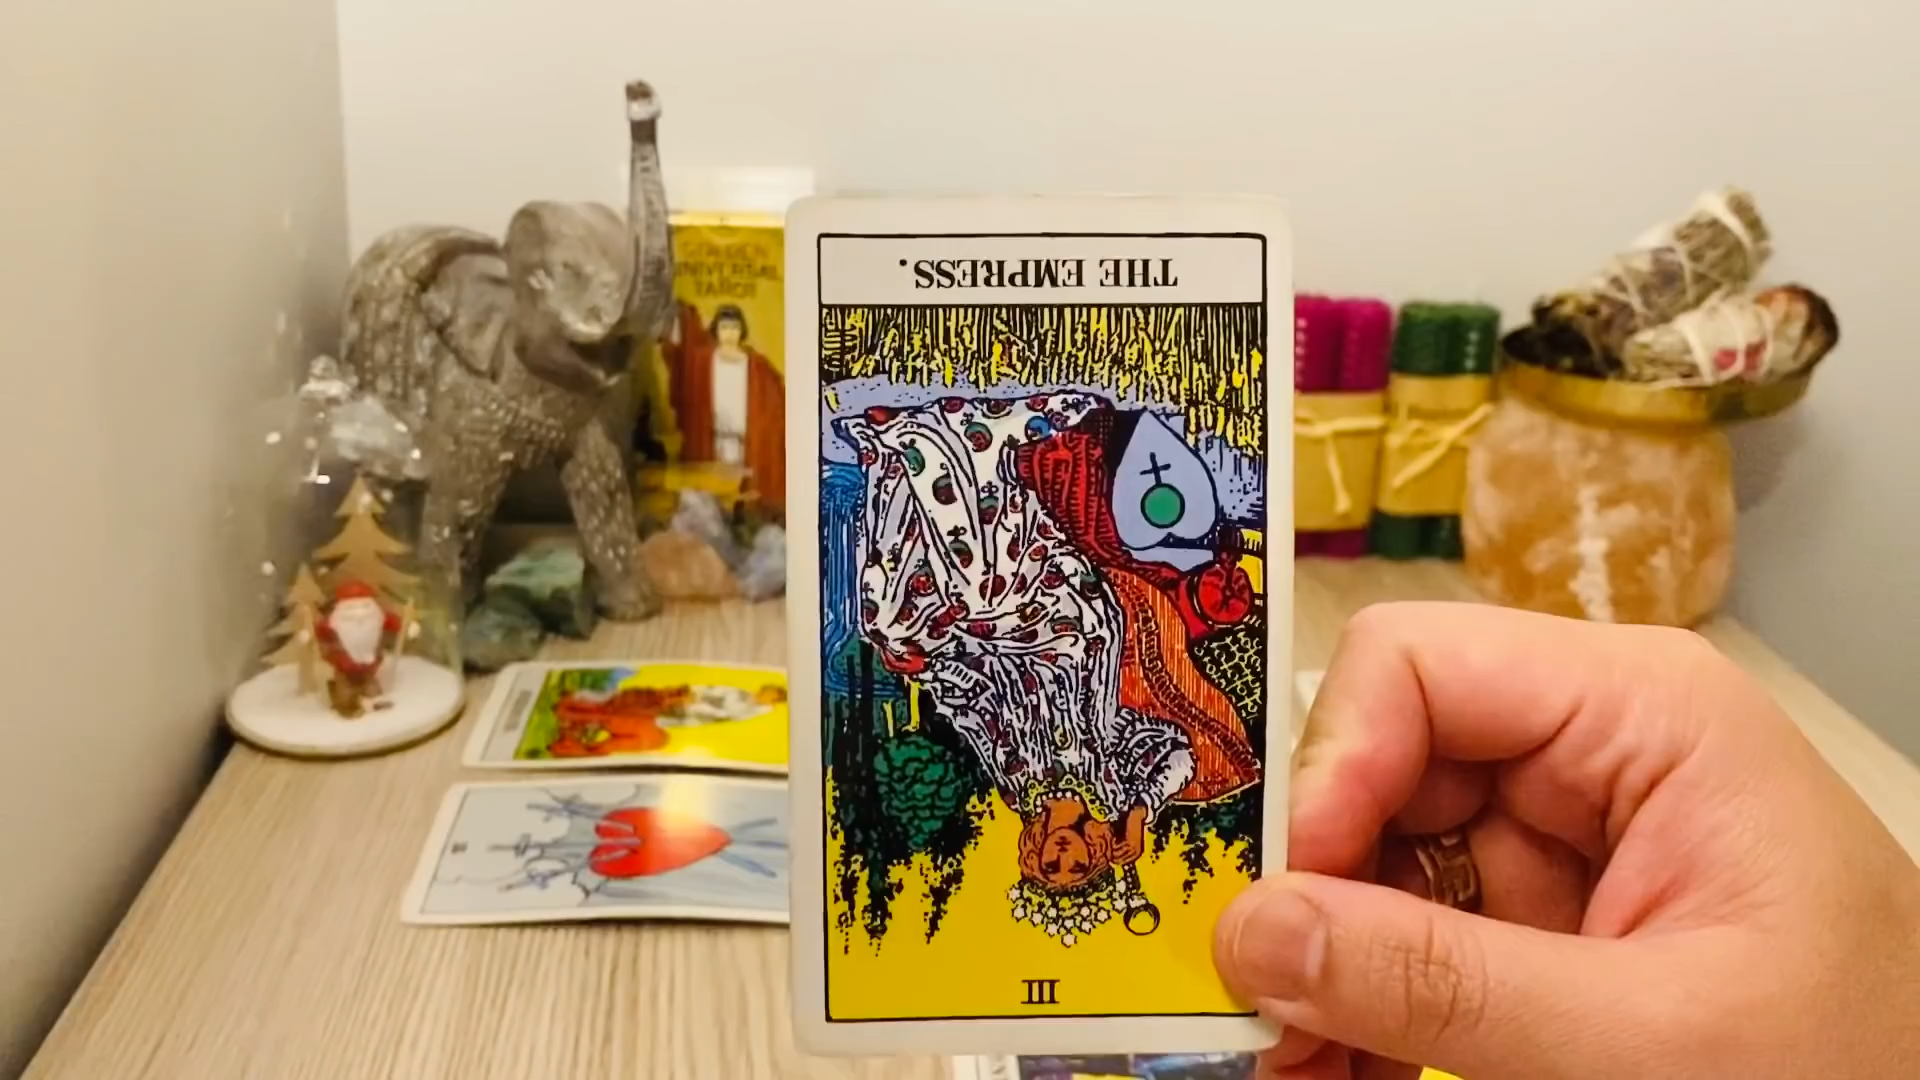 GOLDEN
UNIVERSAL
TAROT
THE EMPRESS.
III